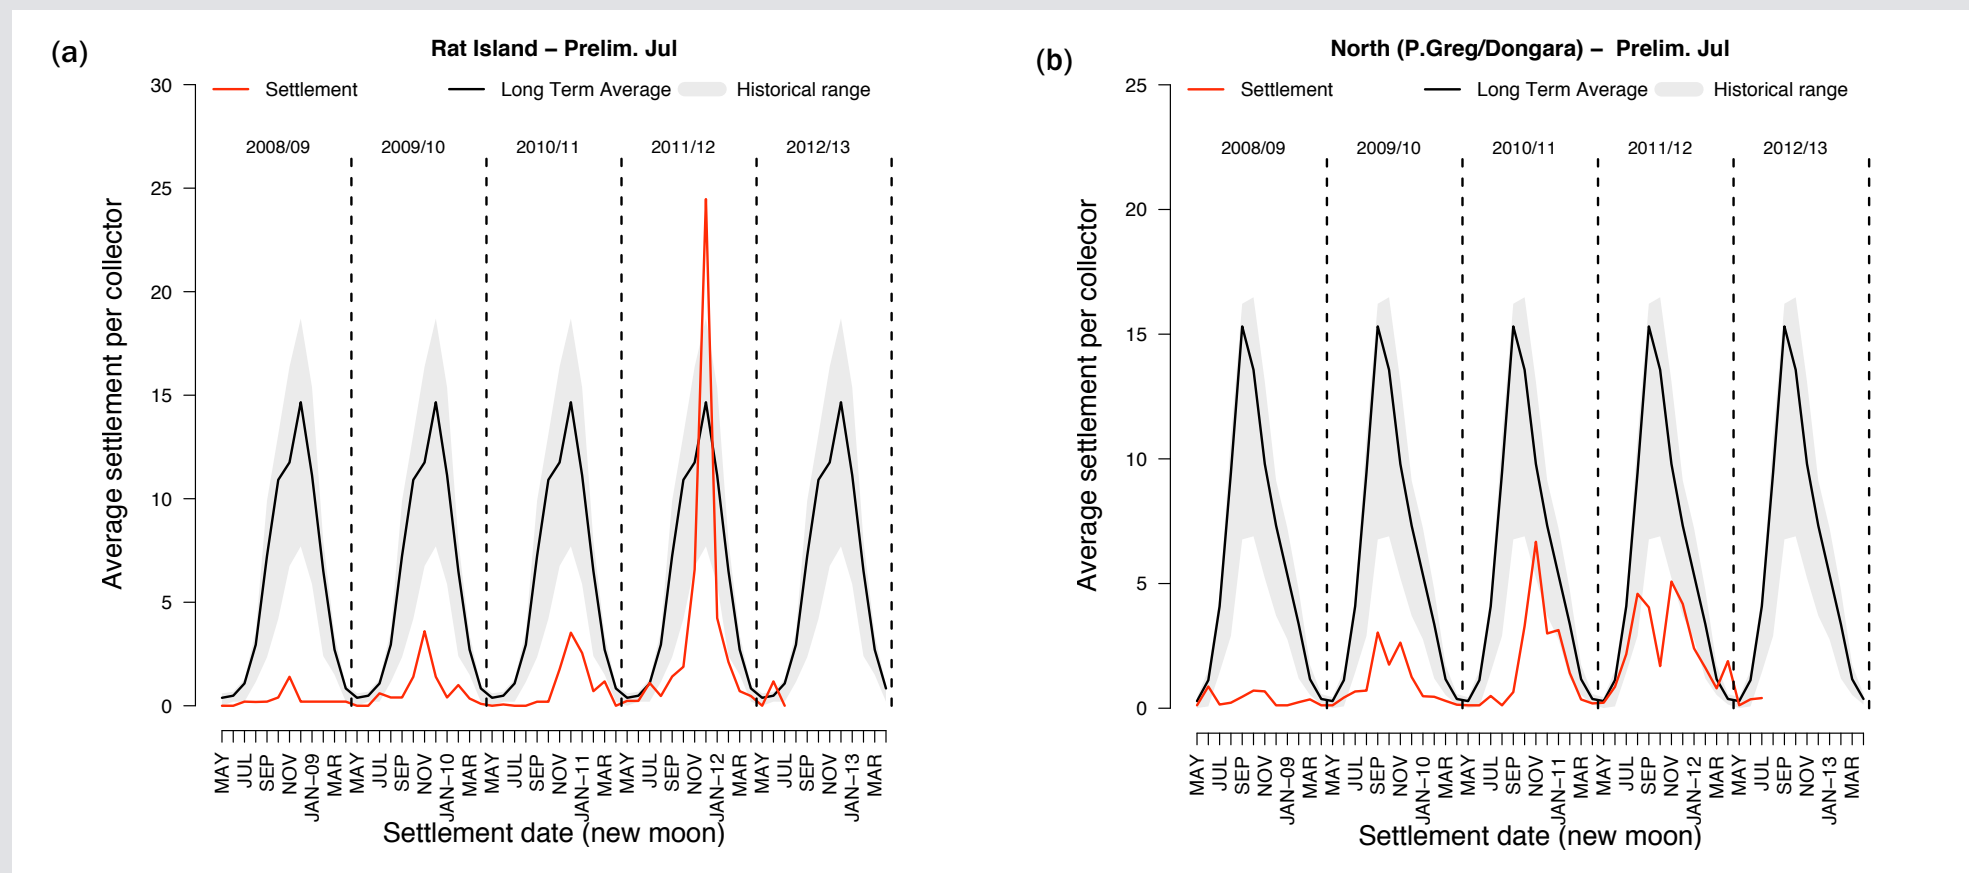 (a)
Rat Island – Prelim. Jul
30
25
20
15
10
5
0
Settlement
Long Term Average
Historical range
2008/09
2009/10
2010/11
2011/12
2012/13
Average settlement per collector
MAY
JUL
SEP
NOV
JAN–09
MAR
MAY
JUL
SEP
NOV
JAN–10
MAR
MAY
JUL
SEP
NOV
JAN–11
MAR
MAY
JUL
SEP
NOV
JAN–12
MAR
MAY
JUL
SEP
NOV
JAN–13
MAR
Settlement date (new moon)
(b)
North (P.Greg/Dongara) – Prelim. Jul
25
20
15
10
5
0
Settlement
Long Term Average
Historical range
2008/09
2009/10
2010/11
2011/12
2012/13
Average settlement per collector
MAY
JUL
SEP
NOV
JAN–09
MAR
MAY
JUL
SEP
NOV
JAN–10
MAR
MAY
JUL
SEP
NOV
JAN–11
MAR
MAY
JUL
SEP
NOV
JAN–12
MAR
MAY
JUL
SEP
NOV
JAN–13
MAR
Settlement date (new moon)